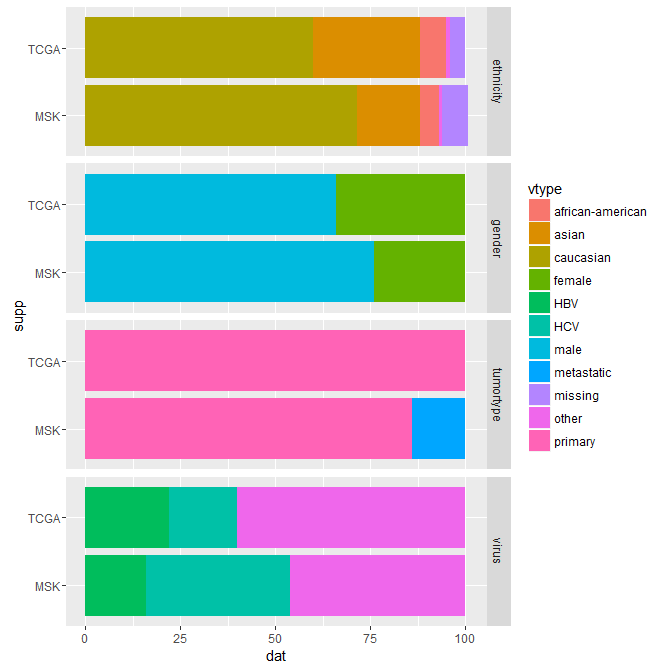 TCGA
MSK
ethnicity
TCGA
MSK
gender
TCGA
MSK
tumortype
TCGA
MSK
virus
0 25 50 75 100
dat
supp
vtype
african-american
asian
caucasian
female
HBV
HCV
male
metastatic
missing
other
primary